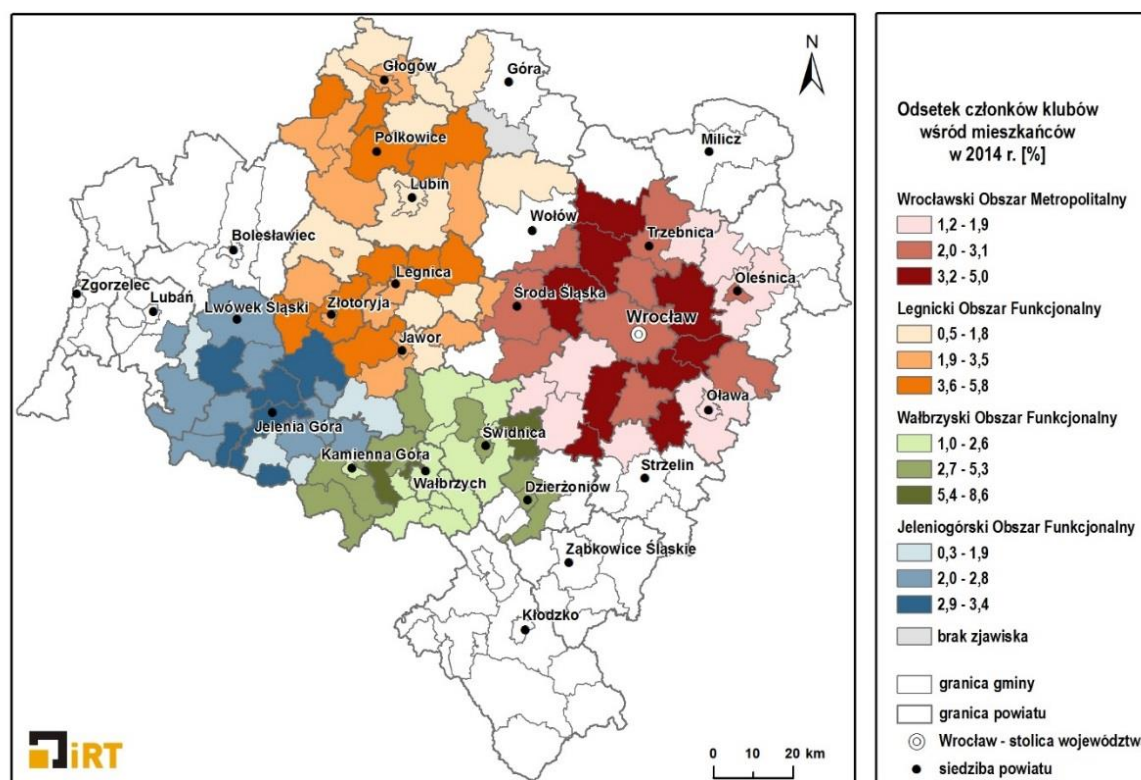 N
Głogów
Góra
Polkowice
Milicz
Lubin
Wołów
Trzebnica
Bolesławiec
Legnica
Oleśnica
Zgorzelec
Lubań
Lwówek Śląski
Złotoryja
Środa Śląska
Wrocław
Jawor
Oława
Jelenia Góra
Świdnica
Kamienna Góra
Wałbrzych
Strzelin
Dzierżoniów
Ząbkowice Śląskie
Kłodzko
iRT
0 10 20 km
Odsetek członków klubów
wśród mieszkańców
w 2014 r. [%]
Wrocławski Obszar Metropolitalny
1,2 - 1,9
2,0 - 3,1
3,2 - 5,0
Legnicki Obszar Funkcjonalny
0,5 - 1,8
1,9 - 3,5
3,6 - 5,8
Wałbrzyski Obszar Funkcjonalny
1,0 - 2,6
2,7 - 5,3
5,4 - 8,6
Jeleniogórski Obszar Funkcjonalny
0,3 - 1,9
2,0 - 2,8
2,9 - 3,4
brak zjawiska
granica gminy
granica powiatu
Wrocław - stolica województw
siedziba powiatu